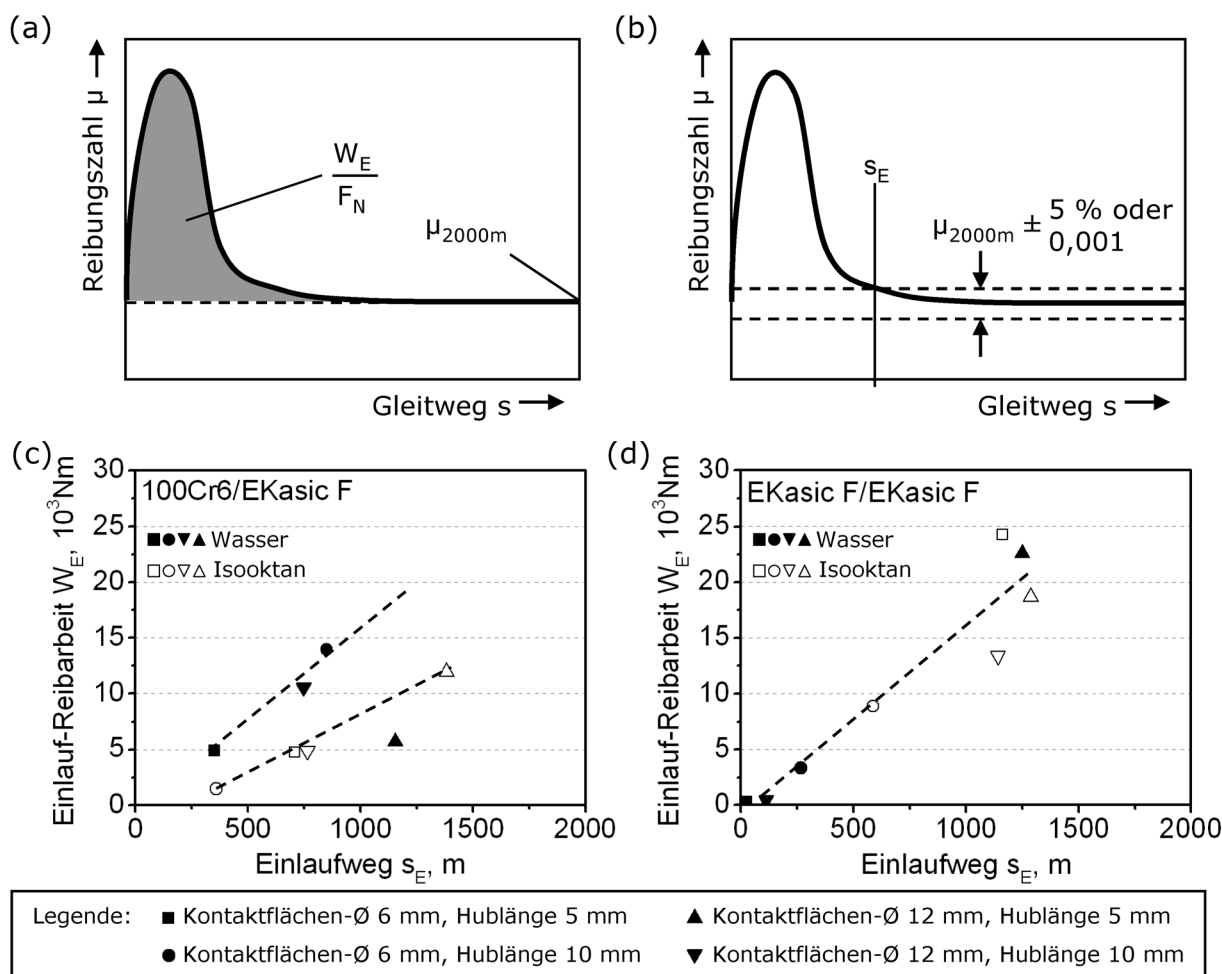 (a)
Reibungszahl µ
W_E
F_N
µ_2000m
Gleitweg s
(b)
Reibungszahl µ
s_E
µ_2000m ± 5 % oder
0,001
Gleitweg s
(c)
Einlauf-Reibarbeit W_E, 10³Nm
30
25
20
15
10
5
0
100Cr6/EKasic F
Wasser
Isooktan
0 500 1000 1500 2000
Einlaufweg s_E, m
(d)
Einlauf-Reibarbeit W_E, 10³Nm
30
25
20
15
10
5
0
EKasic F/EKasic F
Wasser
Isooktan
0 500 1000 1500 2000
Einlaufweg s_E, m
Legende:
Kontaktflächen-Ø 6 mm, Hublänge 5 mm
Kontaktflächen-Ø 12 mm, Hublänge 5 mm
Kontaktflächen-Ø 6 mm, Hublänge 10 mm
Kontaktflächen-Ø 12 mm, Hublänge 10 mm